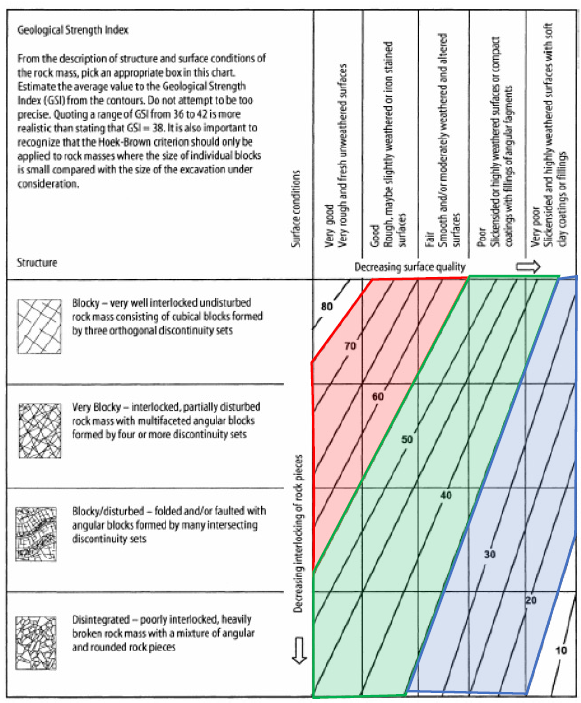 Geological Strength Index
From the description of structure and surface conditions of
the rock mass, pick an appropriate box in this chart.
Estimate the average value to the Geological Strength
Index (GSI) from the contours. Do not attempt to be too
precise. Quoting a range of GSI from 36 to 42 is more
realistic than stating that GSI = 38. It is also important to
recognize that the Hoek-Brown criterion should only be
applied to rock masses where the size of individual blocks
is small compared with the size of the excavation under
consideration.
Structure
Surface conditions
Very good
Very rough and fresh unweathered surfaces
Good
Rough, maybe slightly weathered or iron stained
surfaces
Fair
Smooth and/or moderately weathered and altered
surfaces
Poor
Slickensided or highly weathered surfaces or compact
coatings with fillings of angular fagments
Very poor
Slickensided and highly weathered surfaces with soft
clay coatings or fillings
Decreasing surface quality
Blocky – very well interlocked undisturbed
rock mass consisting of cubical blocks formed
by three orthogonal discontinuity sets
Very Blocky – interlocked, partially disturbed
rock mass with multifaceted angular blocks
formed by four or more discontinuity sets
Blocky/disturbed – folded and/or faulted with
angular blocks formed by many intersecting
discontinuity sets
Disintegrated – poorly interlocked, heavily
broken rock mass with a mixture of angular
and rounded rock pieces
Decreasing interlocking of rock pieces
80
70
60
50
40
30
20
10